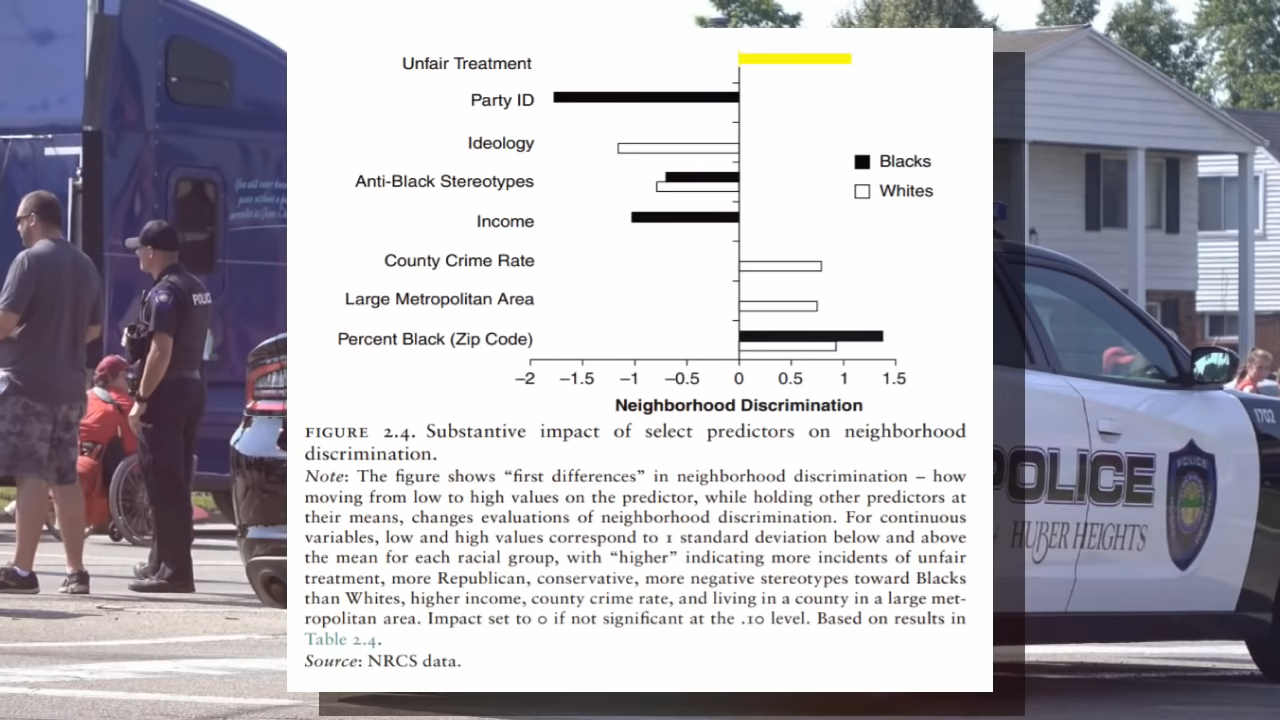 Unfair Treatment
Party ID
Ideology
Anti-Black Stereotypes
Income
County Crime Rate
Large Metropolitan Area
Percent Black (Zip Code)
Blacks
Whites
−2 −1.5 −1 −0.5 0 0.5 1 1.5
Neighborhood Discrimination
FIGURE 2.4. Substantive impact of select predictors on neighborhood
discrimination.
Note: The figure shows “first differences” in neighborhood discrimination – how
moving from low to high values on the predictor, while holding other predictors at
their means, changes evaluations of neighborhood discrimination. For continuous
variables, low and high values correspond to 1 standard deviation below and above
the mean for each racial group, with “higher” indicating more incidents of unfair
treatment, more Republican, conservative, more negative stereotypes toward Blacks
than Whites, higher income, county crime rate, and living in a county in a large met-
ropolitan area. Impact set to 0 if not significant at the .10 level. Based on results in
Table 2.4.
Source: NRCS data.
POLICE
1702
POLICE
HUBER HEIGHTS
POLICE